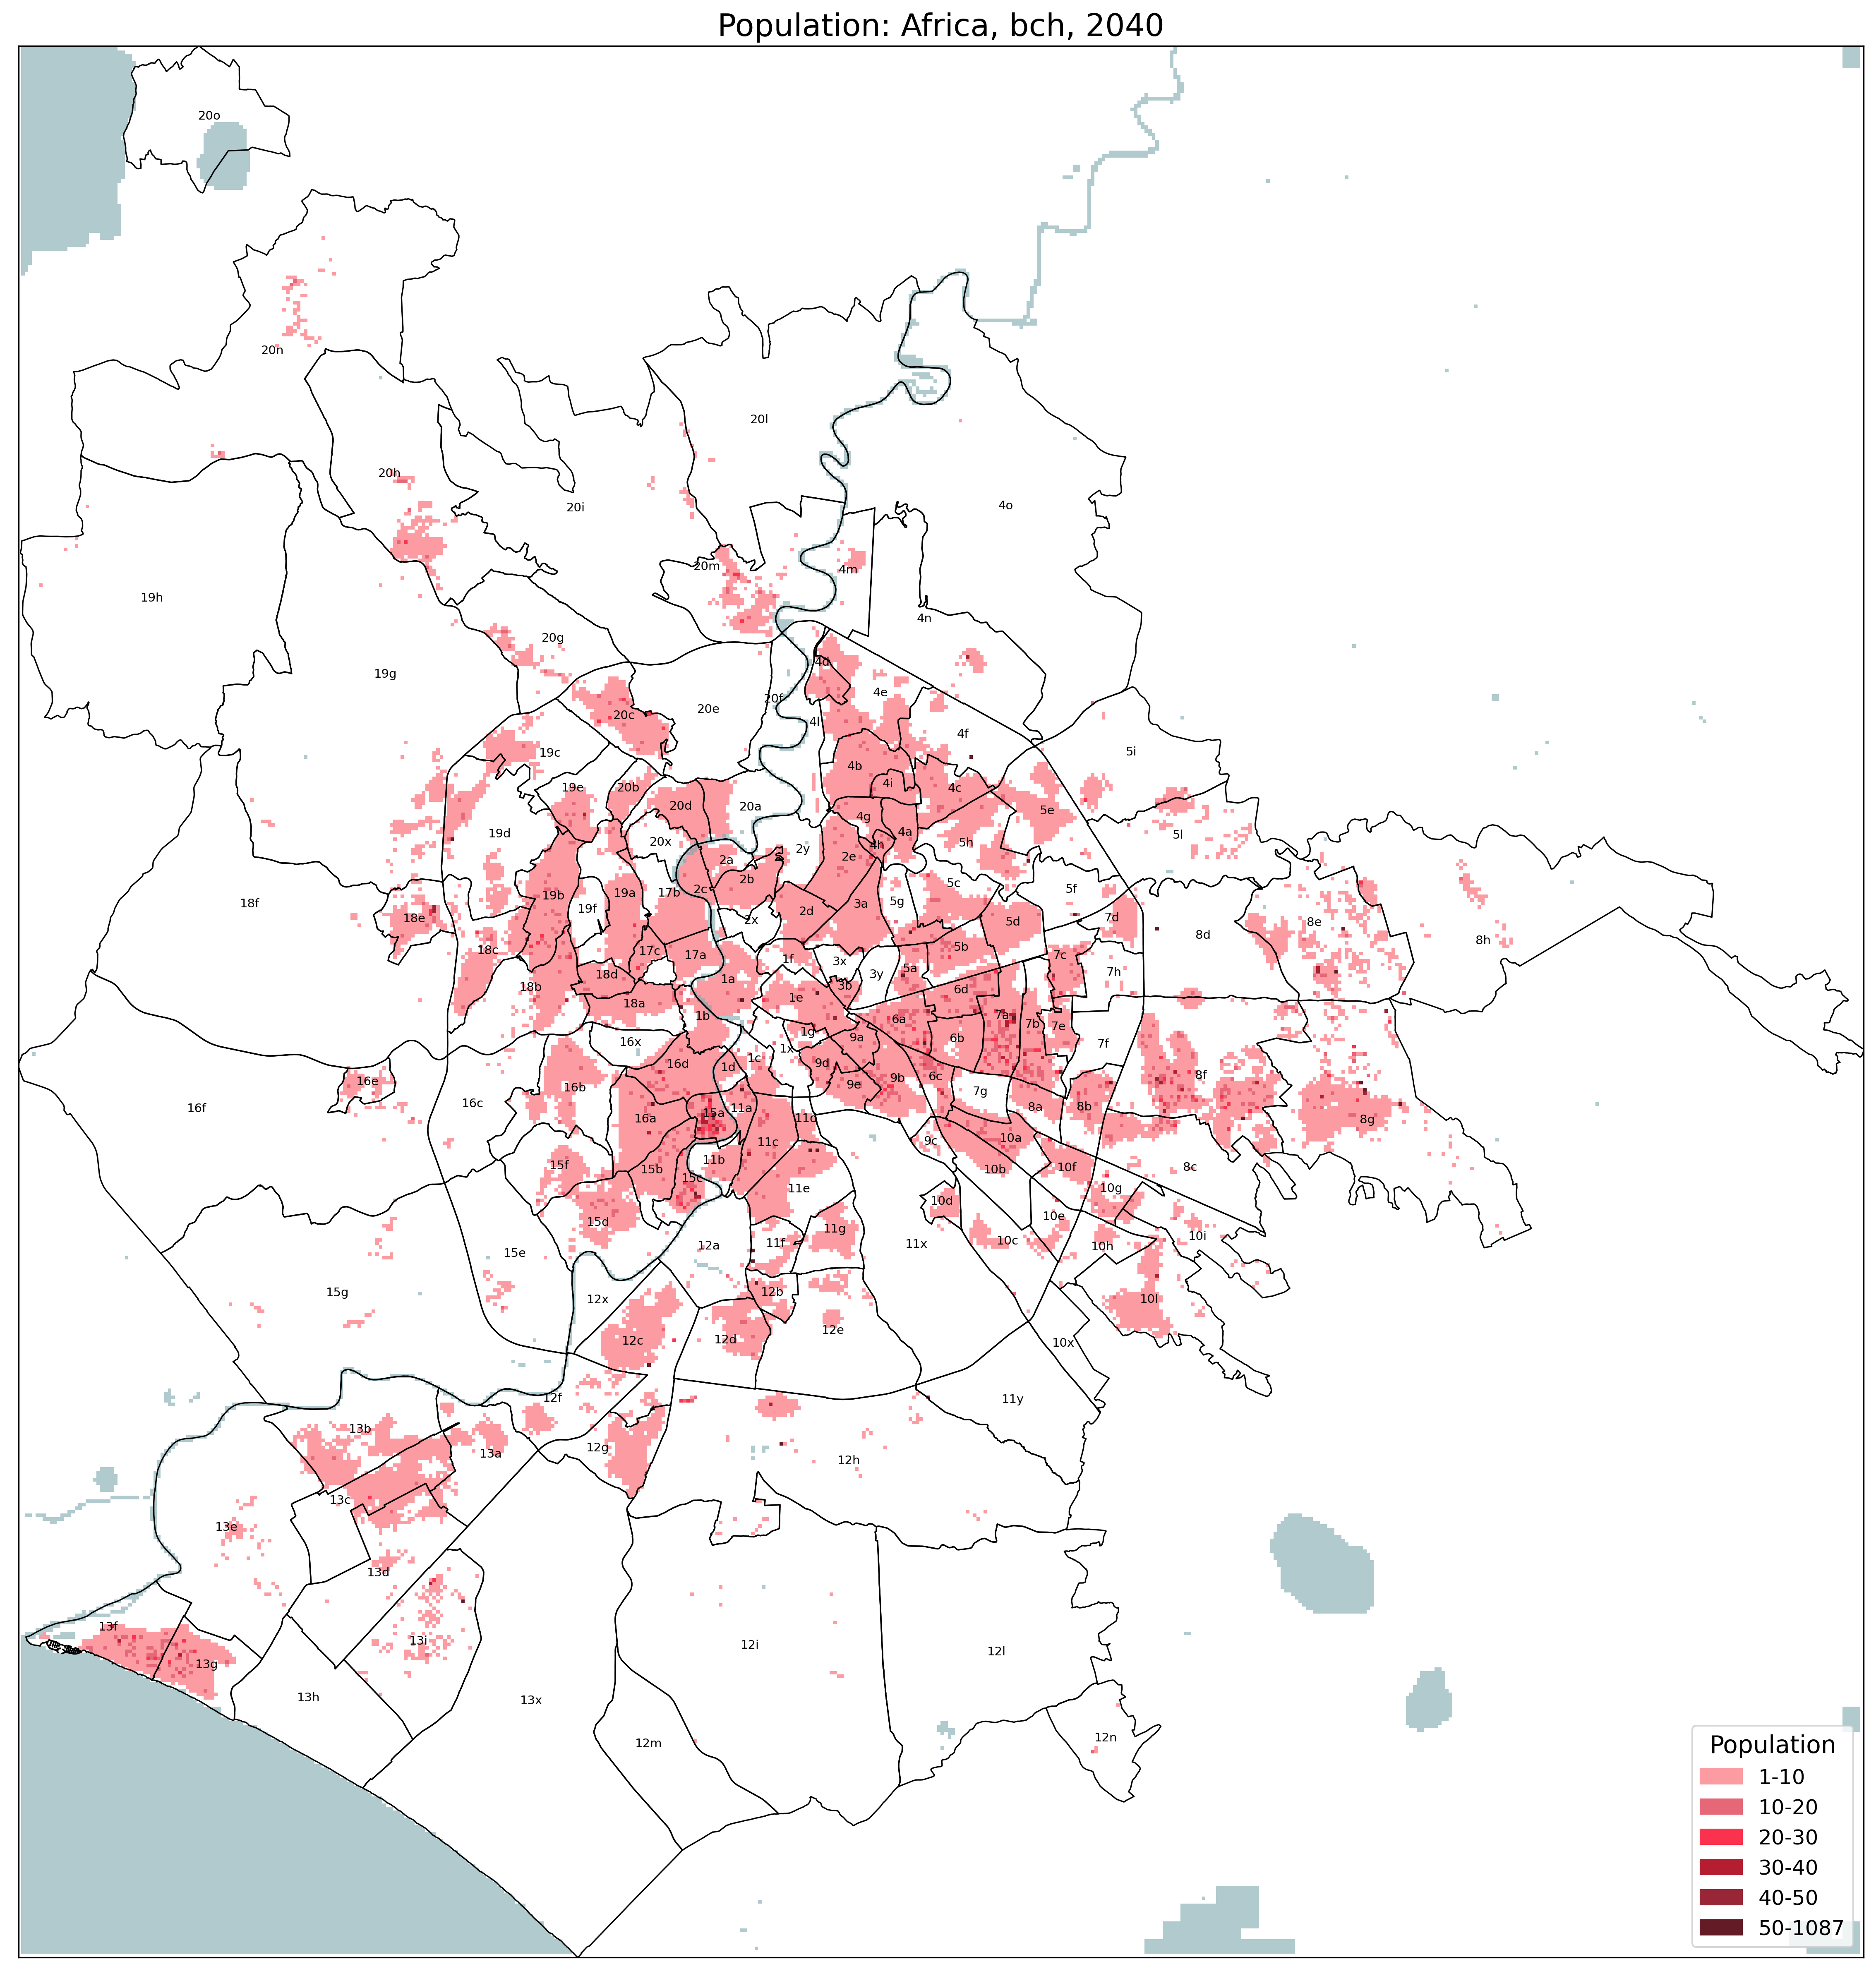 Population: Africa, bch, 2040
20o
20n
20l
20h
20i
4o
20m
4m
19h
4n
20g
4d
19g
4e
20f
20e
20c
4l
4f
19c
5i
4b
4i
19e
20b
4c
20d
20a
5e
4g
19d
4a
5l
20x
5h
4h
2y
2e
2a
2b
5c
17b
2c
5f
19b
19a
18f
3a
5g
19f
2d
18e
7d
2x
5d
8e
8d
8h
5b
18c
17c
17a
7c
1f
3x
5a
7h
18d
3y
1a
18b
3b
6d
1e
18a
1b
7a
6a
7b
7e
1g
9a
6b
16x
7f
1x
1c
16d
9d
1d
8f
9b
6c
16e
9e
16b
7g
16c
16f
11a
8a
8b
15a
16a
11d
8g
10a
11c
9c
11b
15f
8c
10f
15b
10b
15c
11e
10g
10d
10e
15d
11g
10i
10c
11f
11x
12a
10h
15e
12b
15g
12x
10l
12e
12c
12d
10x
12f
11y
13b
12g
13a
12h
13c
13e
13d
13f
13i
12i
12l
13g
13h
13x
12n
12m
Population
1-10
10-20
20-30
30-40
40-50
50-1087